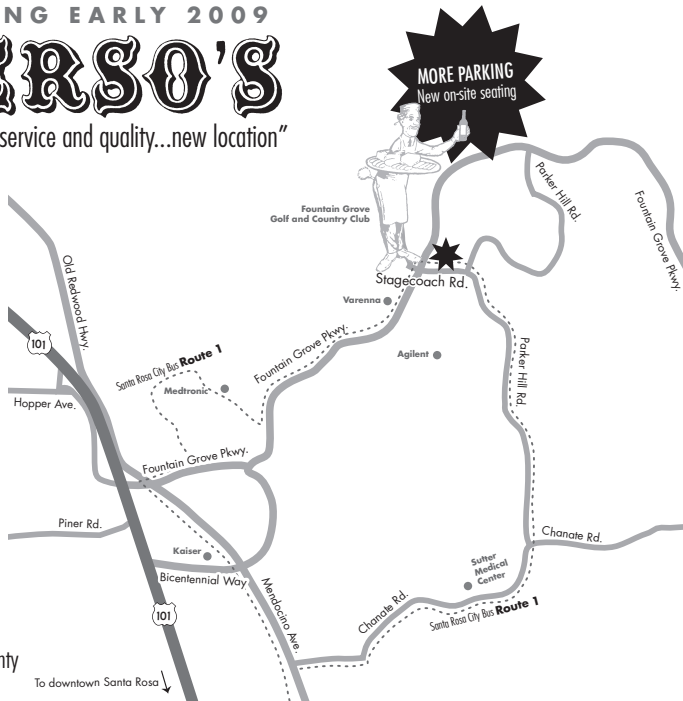 NG EARLY 2009
ERSO'S
service and quality...new location”
MORE PARKING
New on-site seating
Parker Hill Rd.
Fountain Grove Pkwy.
Fountain Grove
Golf and Country Club
Stagecoach Rd.
Old Redwood Hwy.
Varenna
101
Fountain Grove Pkwy.
Santa Rosa City Bus Route 1
Agilent
Parker Hill Rd.
Medtronic
Hopper Ave.
Fountain Grove Pkwy.
Piner Rd.
Chanate Rd.
Kaiser
Sutter
Medical
Center
Bicentennial Way
Mendocino Ave.
Chanate Rd.
Santa Rosa City Bus Route 1
101
nty
To downtown Santa Rosa